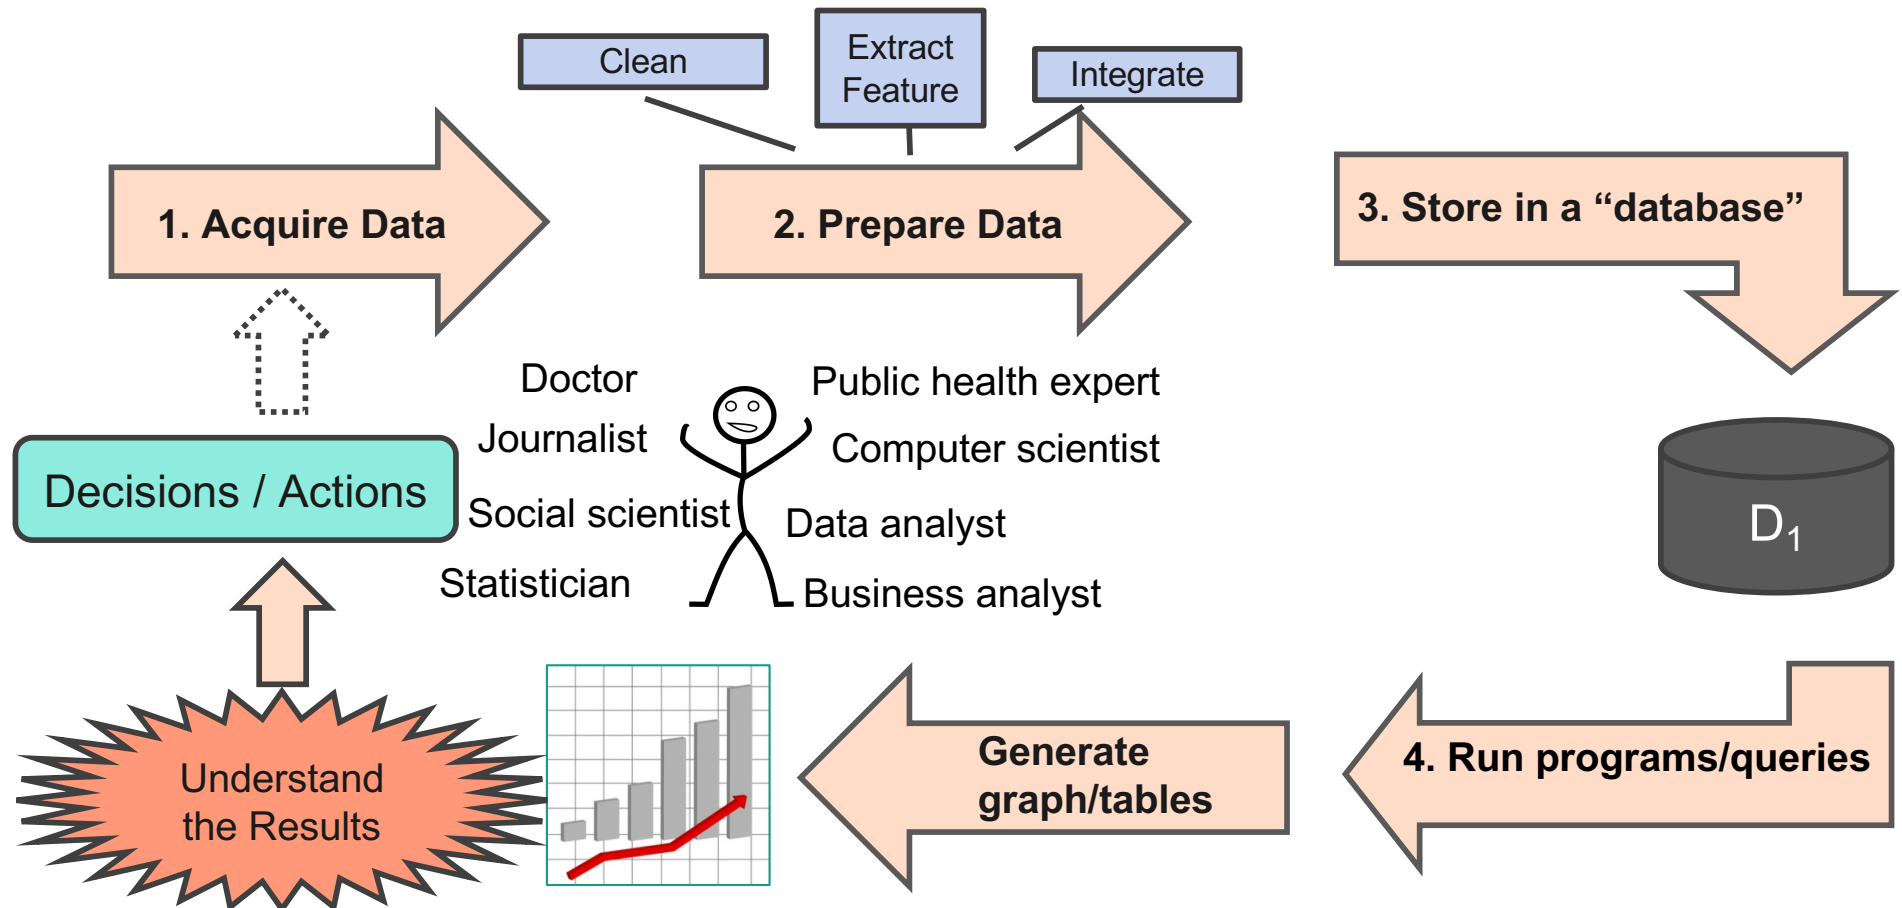 Clean
Extract
Feature
Integrate
1. Acquire Data
2. Prepare Data
3. Store in a “database”
Doctor
Public health expert
Journalist
Computer scientist
Decisions / Actions
Social scientist
Data analyst
D₁
Statistician
Business analyst
Understand
the Results
Generate
graph/tables
4. Run programs/queries